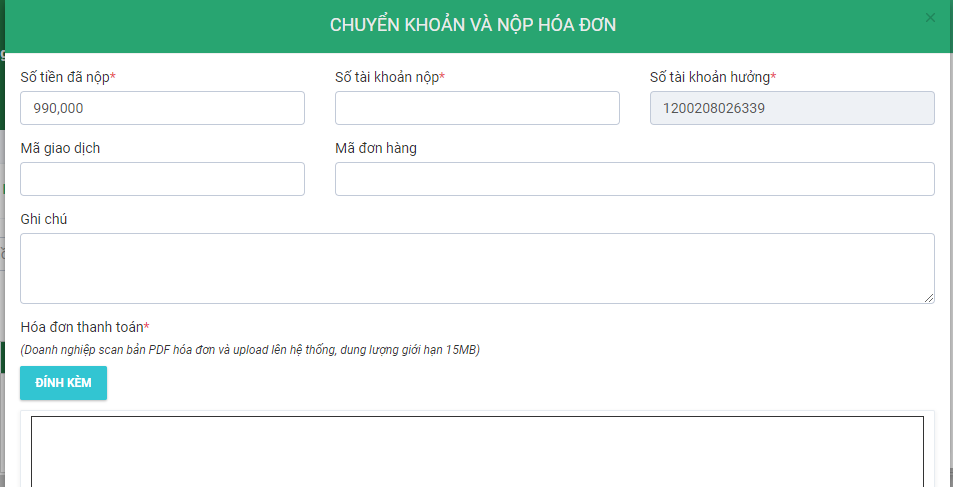 CHUYỂN KHOẢN VÀ NỘP HÓA ĐƠN
×
Số tiền đã nộp* Số tài khoản nộp* Số tài khoản hưởng*
990,000 1200208026339
Mã giao dịch Mã đơn hàng
Ghi chú
Hóa đơn thanh toán*
(Doanh nghiệp scan bản PDF hóa đơn và upload lên hệ thống, dung lượng giới hạn 15MB)
ĐÍNH KÈM